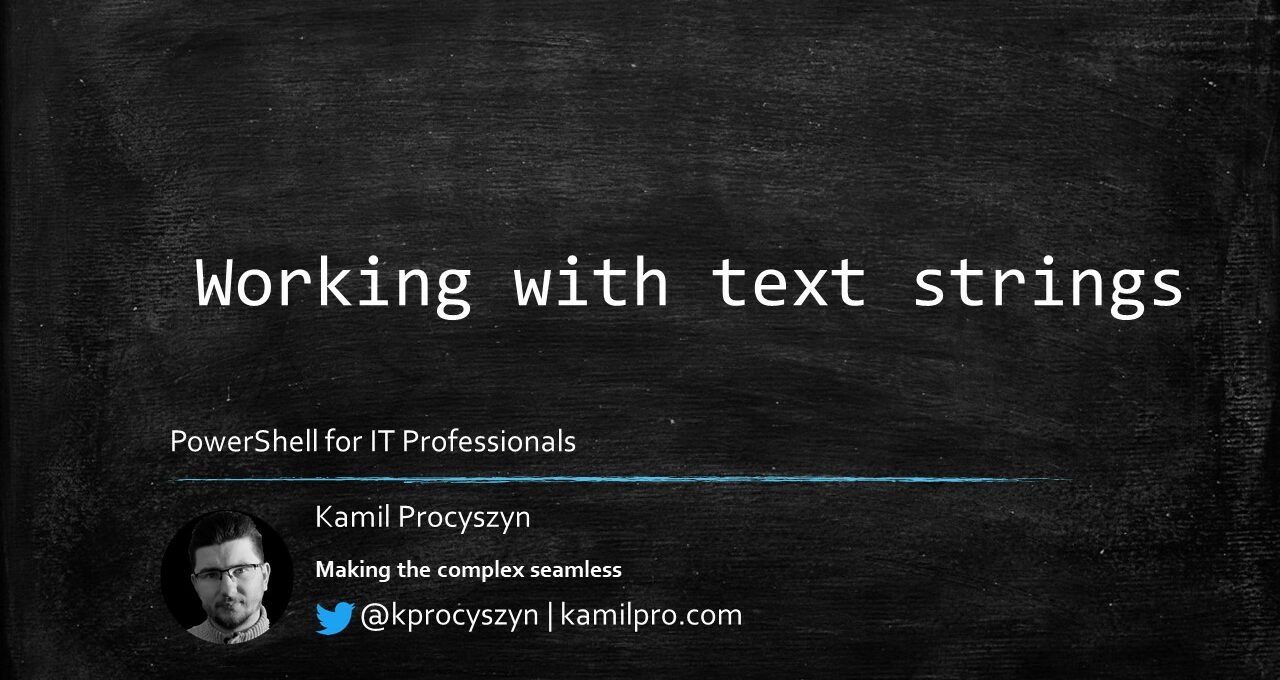 Working with text strings
PowerShell for IT Professionals
Kamil Procyszyn
Making the complex seamless
@kprocyszyn | kamilpro.com